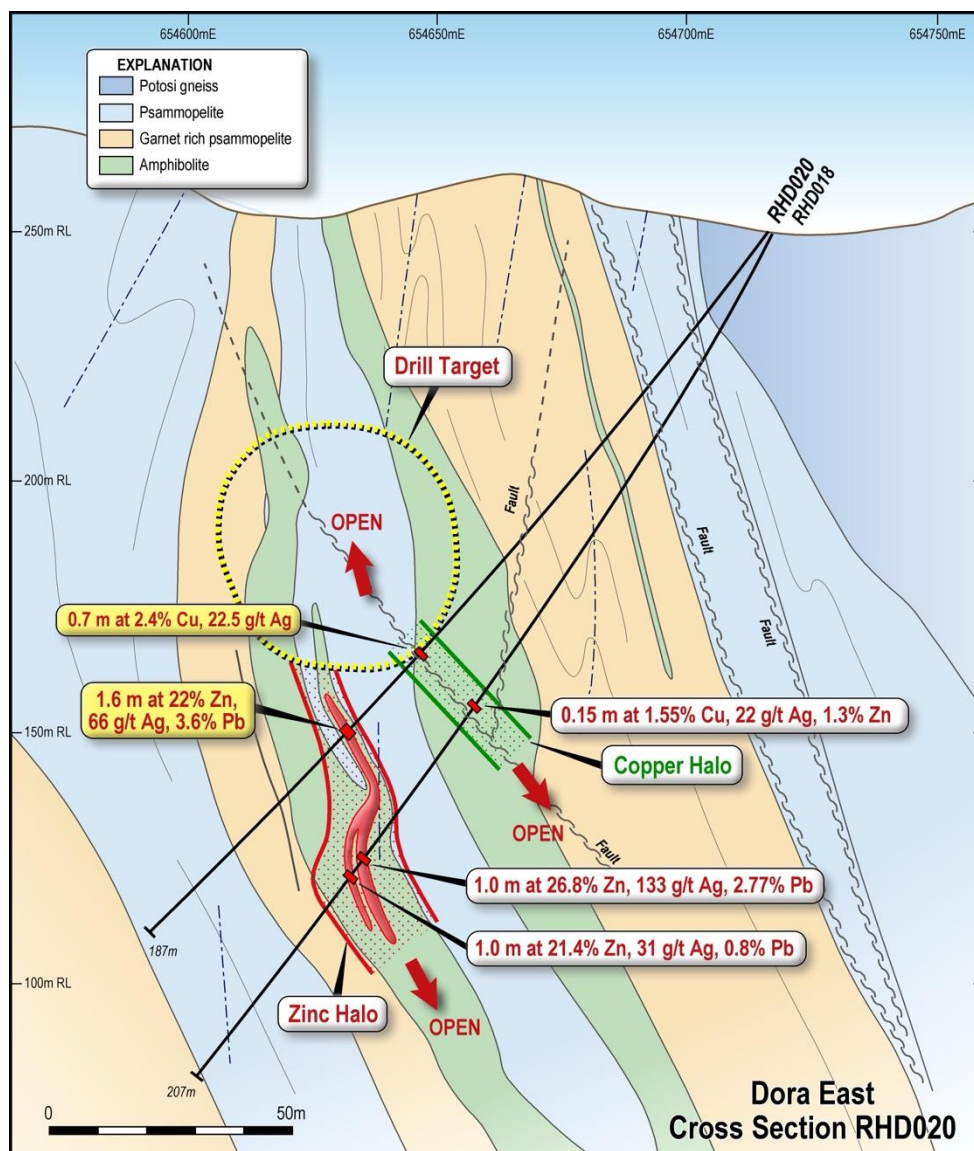 654600mE
654650mE
654700mE
654750mE
EXPLANATION
Potosi gneiss
Psammopelite
Garnet rich psammopelite
Amphibolite
RHD020
RHD018
250m RL
Drill Target
200m RL
Fault
OPEN
Fault
Fault
0.7 m at 2.4% Cu, 22.5 g/t Ag
1.6 m at 22% Zn,
66 g/t Ag, 3.6% Pb
0.15 m at 1.55% Cu, 22 g/t Ag, 1.3% Zn
150m RL
Copper Halo
OPEN
Fault
1.0 m at 26.8% Zn, 133 g/t Ag, 2.77% Pb
187m
1.0 m at 21.4% Zn, 31 g/t Ag, 0.8% Pb
100m RL
Zinc Halo
OPEN
207m
0
50m
Dora East
Cross Section RHD020